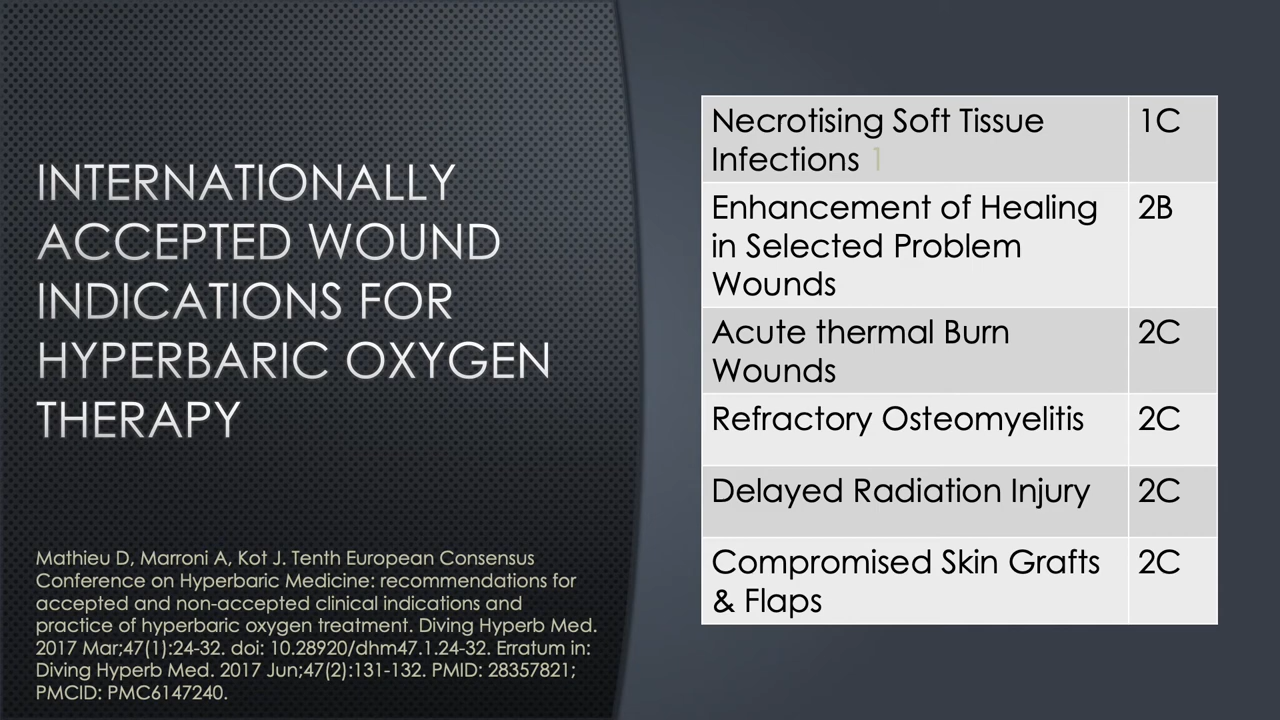 INTERNATIONALLY
ACCEPTED WOUND
INDICATIONS FOR
HYPERBARIC OXYGEN
THERAPY
Mathieu D, Marroni A, Kot J. Tenth European Consensus
Conference on Hyperbaric Medicine: recommendations for
accepted and non-accepted clinical indications and
practice of hyperbaric oxygen treatment. Diving Hyperb Med.
2017 Mar;47(1):24-32. doi: 10.28920/dhm47.1.24-32. Erratum in:
Diving Hyperb Med. 2017 Jun;47(2):131-132. PMID: 28357821;
PMCID: PMC6147240.
Necrotising Soft Tissue 1C
Infections 1
Enhancement of Healing 2B
in Selected Problem
Wounds
Acute thermal Burn 2C
Wounds
Refractory Osteomyelitis 2C
Delayed Radiation Injury 2C
Compromised Skin Grafts 2C
& Flaps